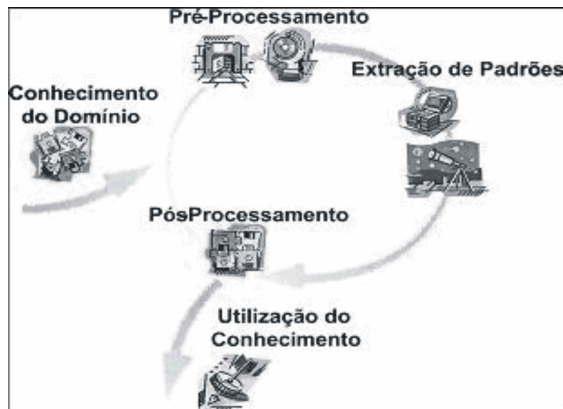 Pré-Processamento
Extração de Padrões
Conhecimento
do Domínio
PósProcessamento
Utilização do
Conhecimento